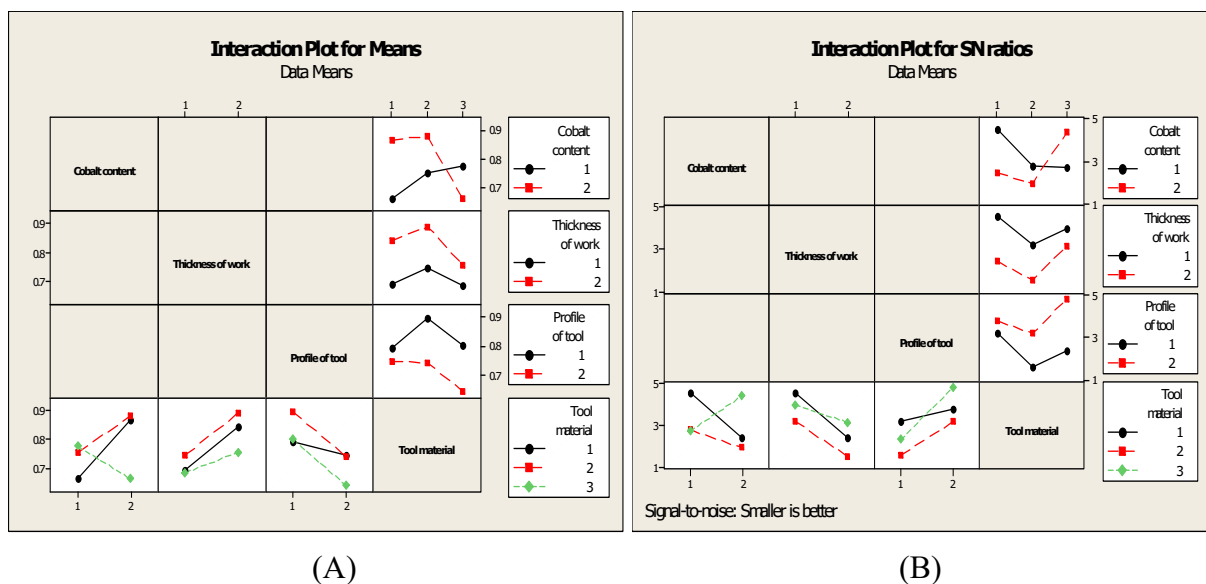 Interaction Plot for Means
Data Means
1 2
1 2 3
Cobalt content
0.9
0.8
0.7
Cobalt
content
1
2
0.9
0.8
0.7
Thickness of work
Thickness
of work
1
2
Profile of tool
0.9
0.8
0.7
Profile
of tool
1
2
0.9
0.8
0.7
Tool material
Tool
material
1
2
3
1 2
1 2
1 2
(A)
Interaction Plot for SN ratios
Data Means
1 2
1 2 3
Cobalt content
5
3
1
Cobalt
content
1
2
5
3
1
Thickness of work
Thickness
of work
1
2
Profile of tool
5
3
1
Profile
of tool
1
2
5
3
1
Tool material
Tool
material
1
2
3
1 2
1 2
1 2
Signal-to-noise: Smaller is better
(B)